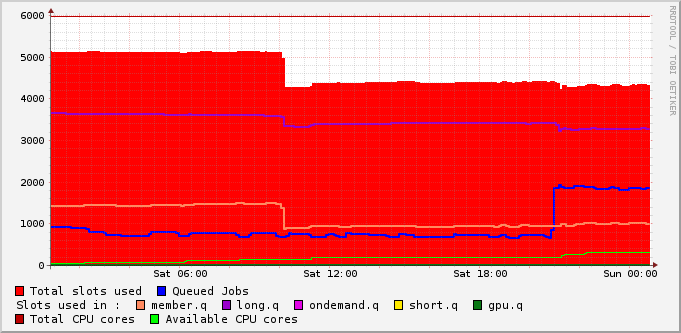 6000
5000
4000
3000
2000
1000
0
Sat 06:00 Sat 12:00 Sat 18:00 Sun 00:00
RRDTOOL / TOBI OETIKER
Total slots used Queued Jobs
Slots used in : member.q long.q ondemand.q short.q gpu.q
Total CPU cores Available CPU cores